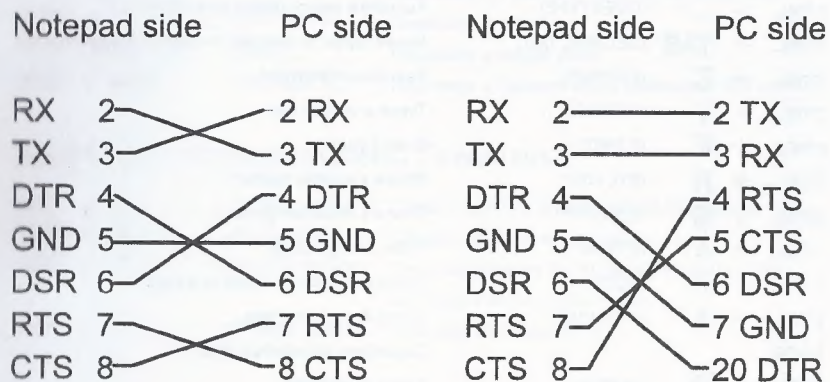 Notepad side PC side Notepad side PC side
RX 2 2 RX RX 2 2 TX
TX 3 3 TX TX 3 3 RX
DTR 4 4 DTR DTR 4 4 RTS
GND 5 5 GND GND 5 5 CTS
DSR 6 6 DSR DSR 6 6 DSR
RTS 7 7 RTS RTS 7 7 GND
CTS 8 8 CTS CTS 8 20 DTR